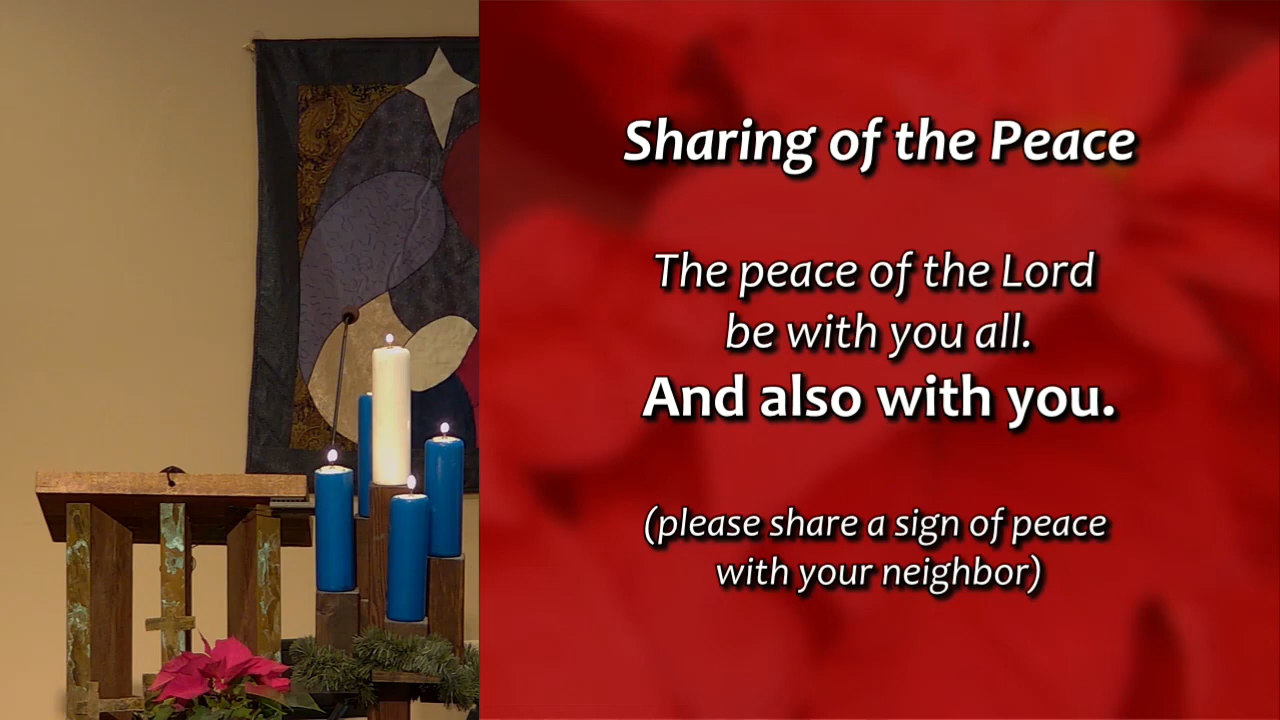 Sharing of the Peace
The peace of the Lord
be with you all.
And also with you.
(please share a sign of peace
with your neighbor)